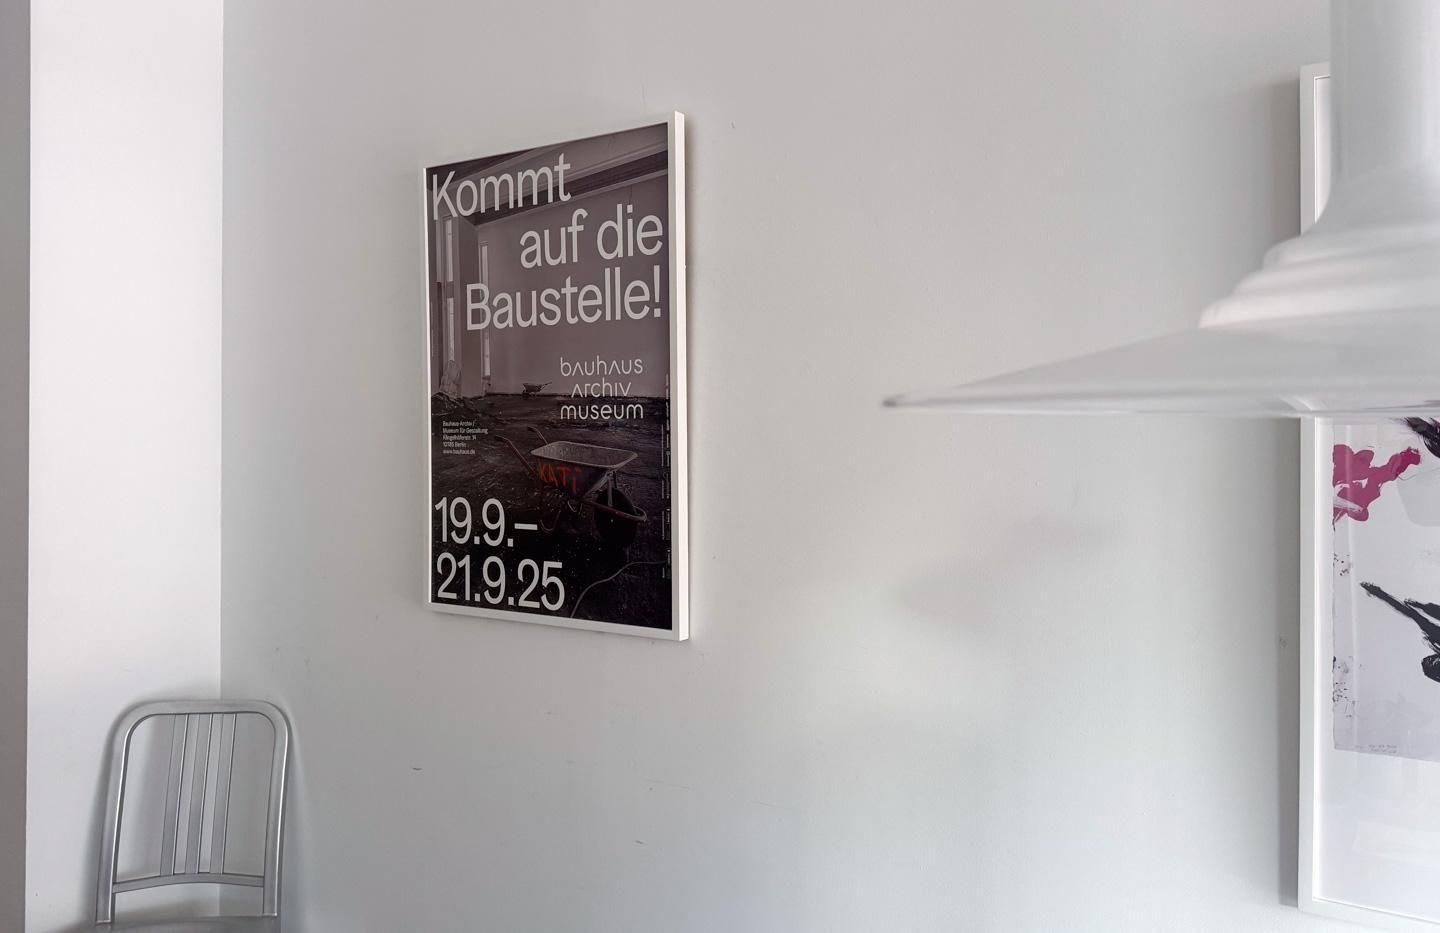 Kommt
auf die
Baustelle!
bauhaus
archiv
museum
Bauhaus-Archiv /
Museum für Gestaltung
Klingelhöferstr. 14
10785 Berlin
www.bauhaus.de
KATi
19.9.–
21.9.25